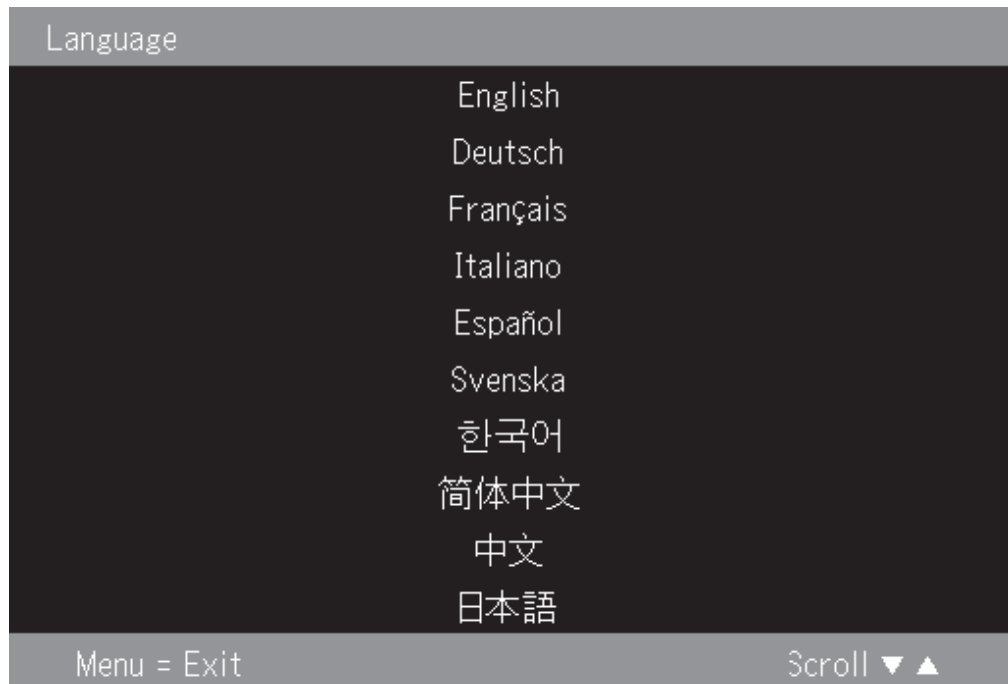 Language
English
Deutsch
Français
Italiano
Español
Svenska
한국어
简体中文
中文
日本語
Menu = Exit Scroll ▼ ▲